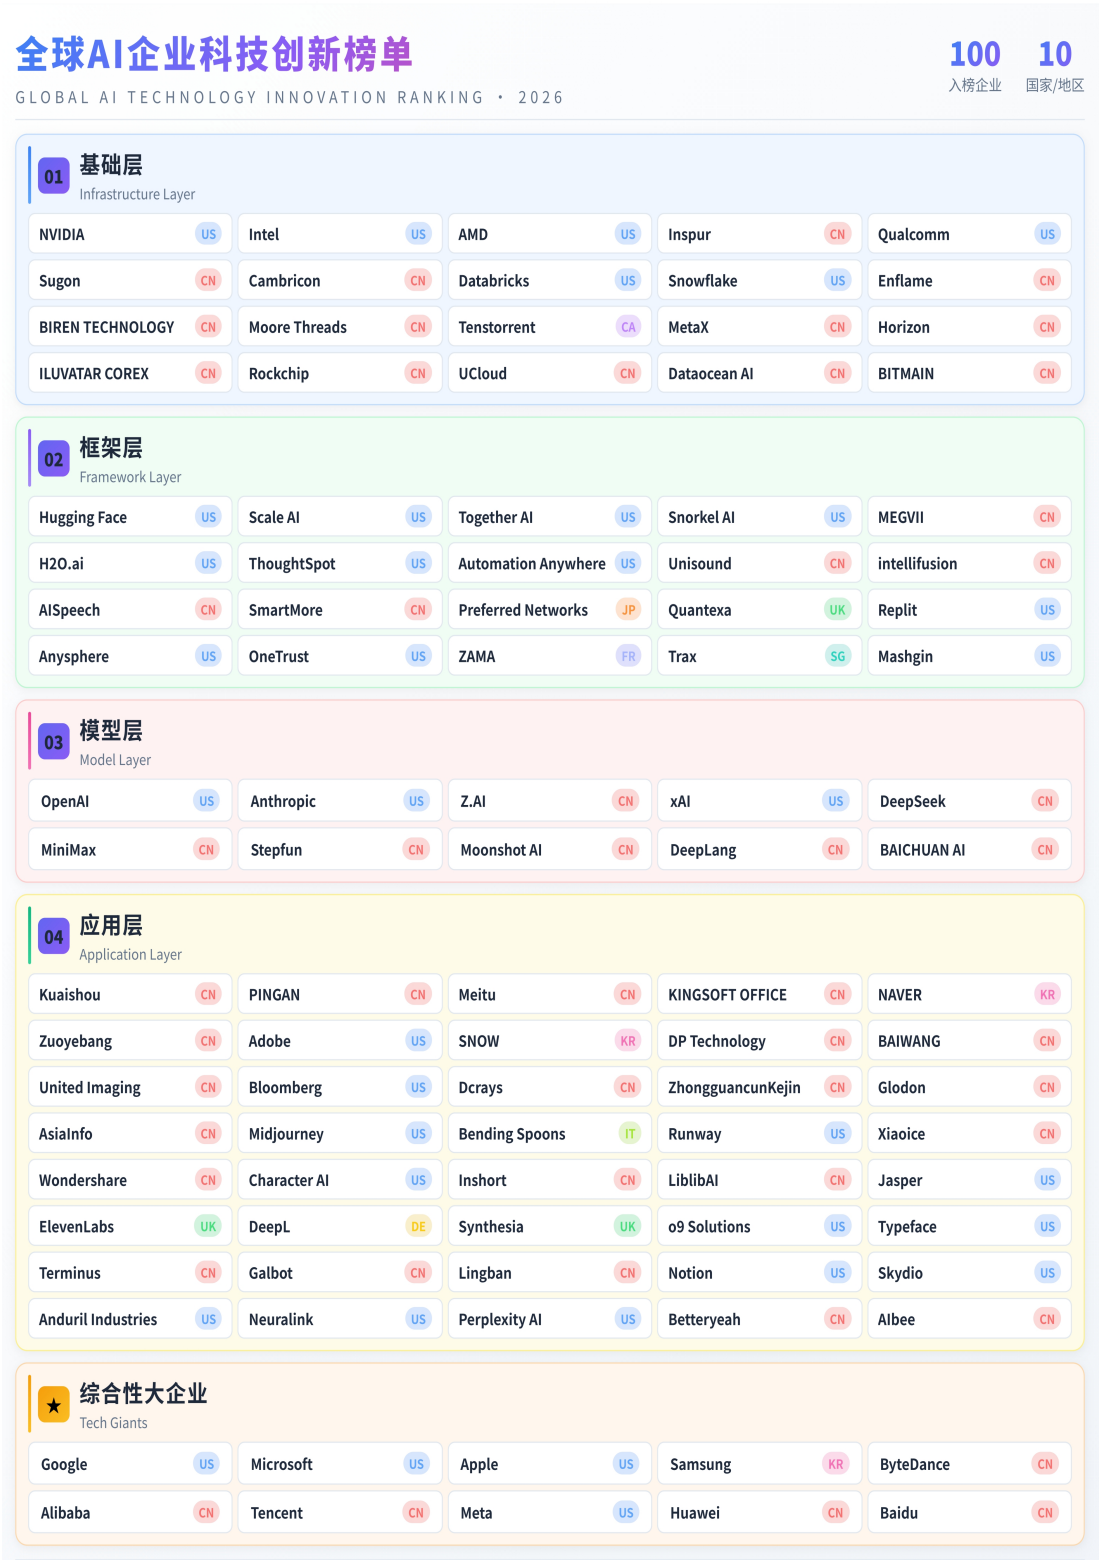 全球AI企业科技创新榜单
GLOBAL AI TECHNOLOGY INNOVATION RANKING • 2026
100 10
入榜企业 国家/地区
01 基础层
Infrastructure Layer
NVIDIA US Intel US AMD US Inspur CN Qualcomm US
Sugon CN Cambricon CN Databricks US Snowflake US Enflame CN
BIREN TECHNOLOGY CN Moore Threads CN Tenstorrent CA MetaX CN Horizon CN
ILUVATAR COREX CN Rockchip CN UCloud CN Dataocean AI CN BITMAIN CN
02 框架层
Framework Layer
Hugging Face US Scale AI US Together AI US Snorkel AI US MEGVII CN
H2O.ai US ThoughtSpot US Automation Anywhere US Unisound CN intellifusion CN
AISpeech CN SmartMore CN Preferred Networks JP Quantexa UK Replit US
Anysphere US OneTrust US ZAMA FR Trax SG Mashgin US
03 模型层
Model Layer
OpenAI US Anthropic US Z.AI CN xAI US DeepSeek CN
MiniMax CN Stepfun CN Moonshot AI CN DeepLang CN BAICHUAN AI CN
04 应用层
Application Layer
Kuaishou CN PINGAN CN Meitu CN KINGSOFT OFFICE CN NAVER KR
Zuoyebang CN Adobe US SNOW KR DP Technology CN BAIWANG CN
United Imaging CN Bloomberg US Dcrays CN ZhongguancunKejin CN Glodon CN
AsiaInfo CN Midjourney US Bending Spoons IT Runway US Xiaoice CN
Wondershare CN Character AI US Inshort CN LiblibAI CN Jasper US
ElevenLabs UK DeepL DE Synthesia UK o9 Solutions US Typeface US
Terminus CN Galbot CN Lingban CN Notion US Skydio US
Anduril Industries US Neuralink US Perplexity AI US Betteryeah CN AIbee CN
★ 综合性大企业
Tech Giants
Google US Microsoft US Apple US Samsung KR ByteDance CN
Alibaba CN Tencent CN Meta US Huawei CN Baidu CN